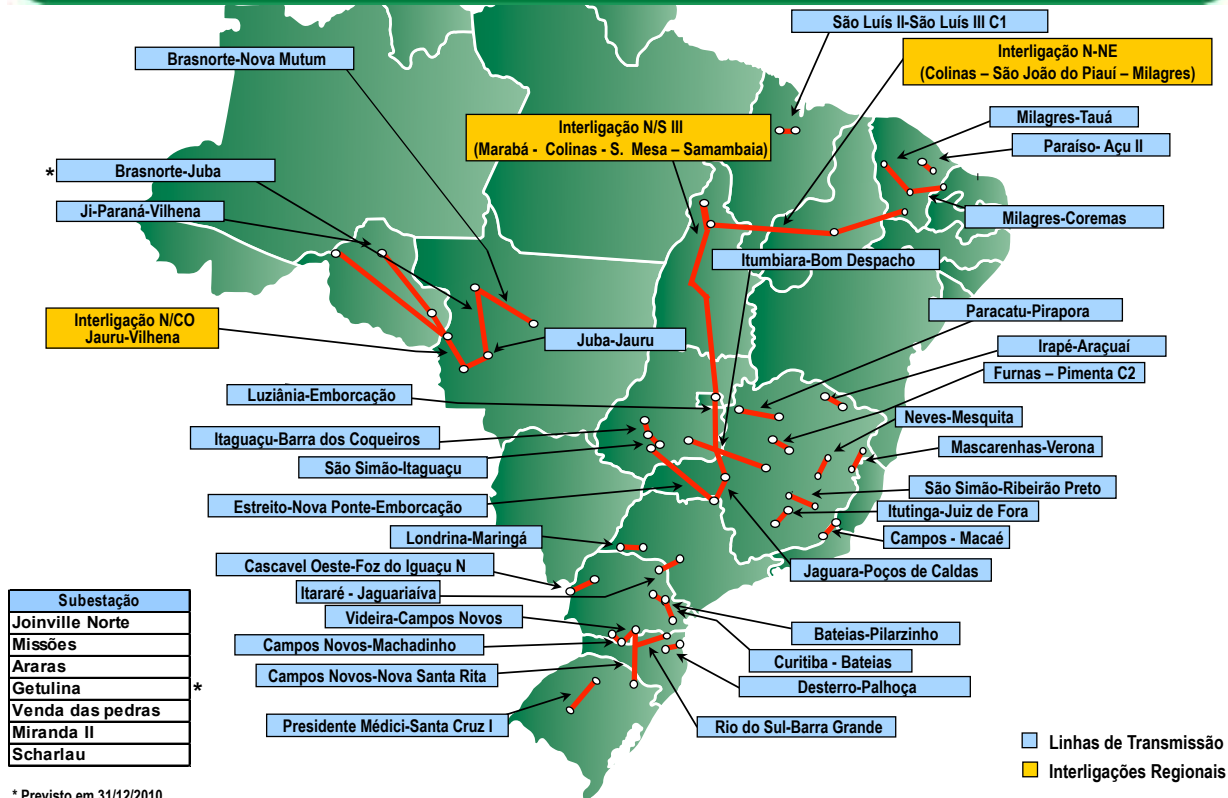 São Luís II-São Luís III C1
Brasnorte-Nova Mutum
Interligação N-NE
(Colinas – São João do Piauí – Milagres)
Interligação N/S III
(Marabá - Colinas - S. Mesa – Samambaia)
Milagres-Tauá
Paraíso- Açu II
* Brasnorte-Juba
Ji-Paraná-Vilhena
Milagres-Coremas
Itumbiara-Bom Despacho
Interligação N/CO
Jauru-Vilhena
Paracatu-Pirapora
Juba-Jauru
Irapé-Araçuaí
Furnas – Pimenta C2
Luziânia-Emborcação
Neves-Mesquita
Itaguaçu-Barra dos Coqueiros
Mascarenhas-Verona
São Simão-Itaguaçu
São Simão-Ribeirão Preto
Estreito-Nova Ponte-Emborcação
Itutinga-Juiz de Fora
Londrina-Maringá
Campos - Macaé
Cascavel Oeste-Foz do Iguaçu N
Jaguara-Poços de Caldas
Itararé - Jaguariaíva
Videira-Campos Novos
Bateias-Pilarzinho
Campos Novos-Machadinho
Curitiba - Bateias
Campos Novos-Nova Santa Rita
Desterro-Palhoça
Presidente Médici-Santa Cruz I
Rio do Sul-Barra Grande
Subestação
Joinville Norte
Missões
Araras
Getulina *
Venda das pedras
Miranda II
Scharlau
Linhas de Transmissão
Interligações Regionais
* Previsto em 31/12/2010